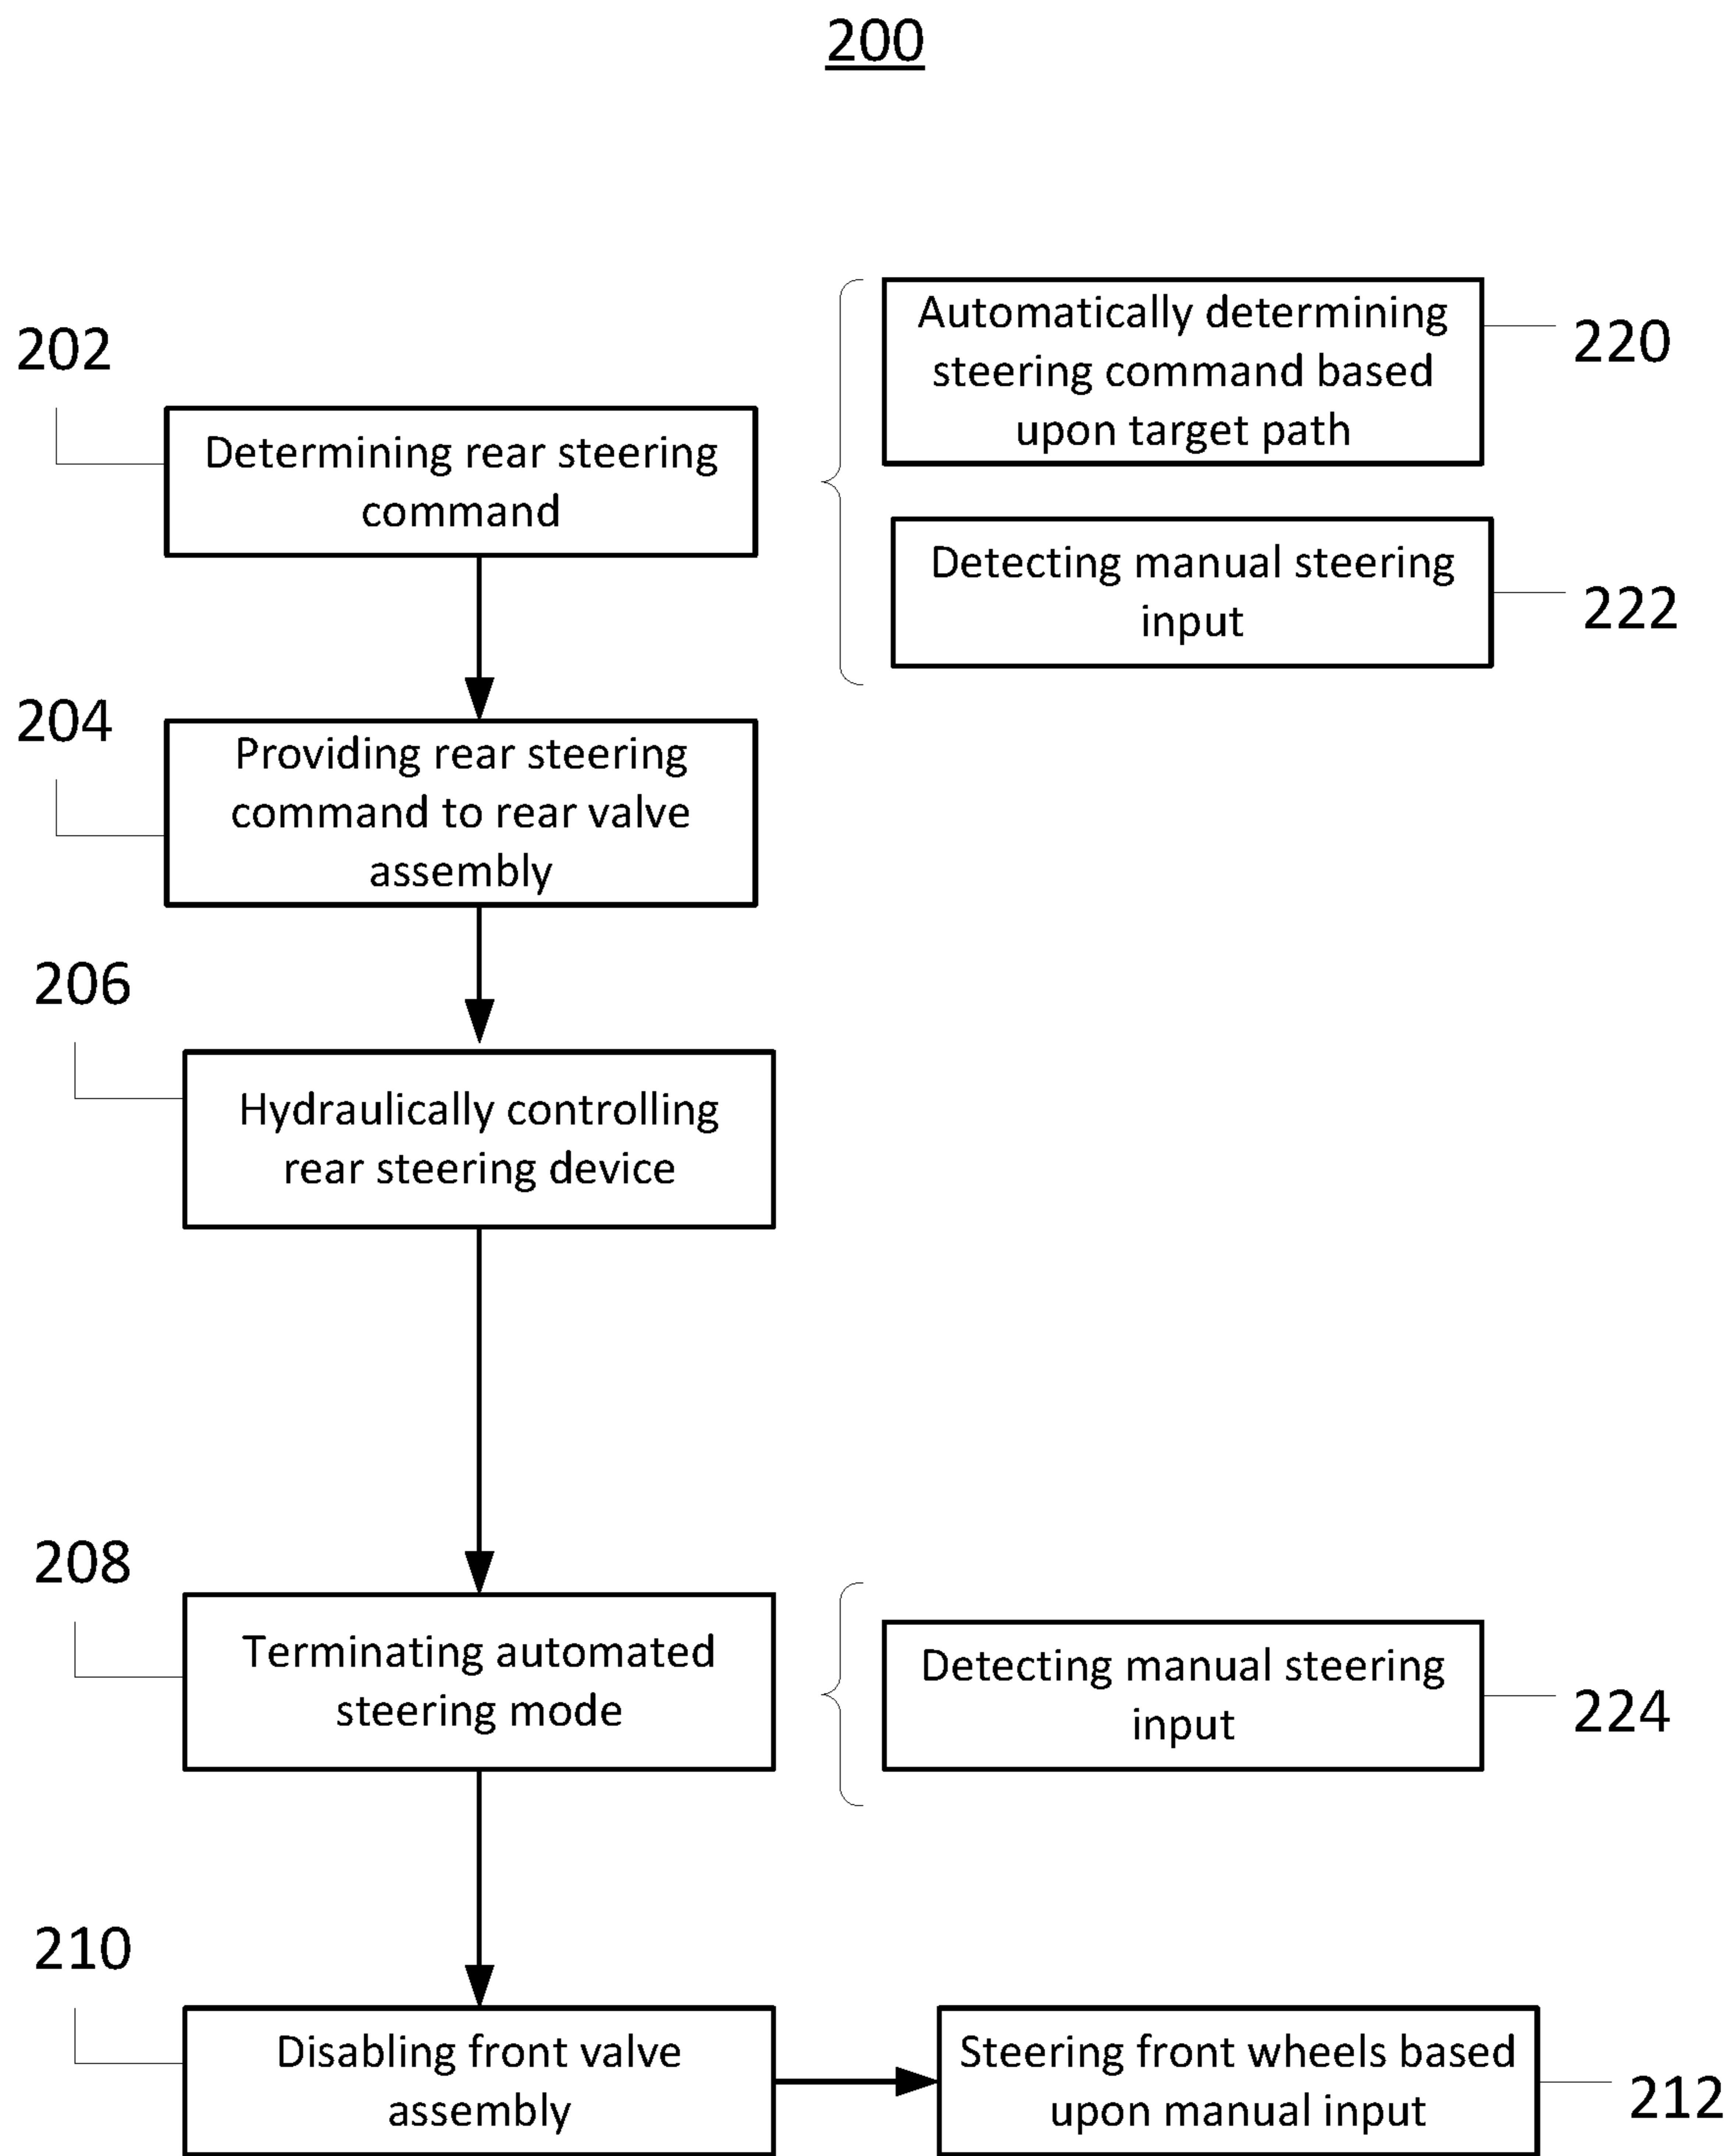 200
202
Determining rear steering
command
Automatically determining
steering command based
upon target path
220
Detecting manual steering
input
222
204
Providing rear steering
command to rear valve
assembly
206
Hydraulically controlling
rear steering device
208
Terminating automated
steering mode
Detecting manual steering
input
224
210
Disabling front valve
assembly
Steering front wheels based
upon manual input
212